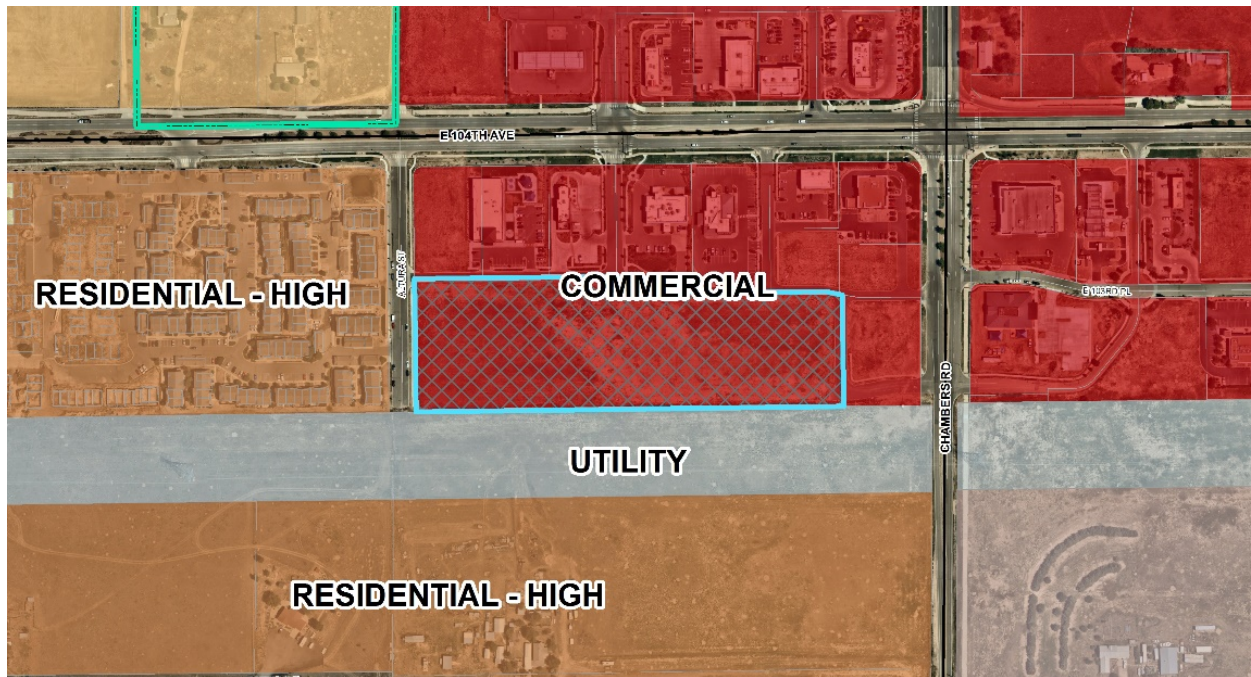 E 104TH AVE
ALTURA ST
RESIDENTIAL - HIGH
COMMERCIAL
E 103RD PL
CHAMBERS RD
UTILITY
RESIDENTIAL - HIGH